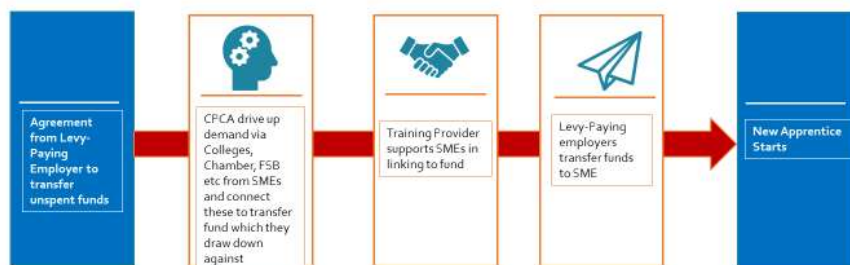 Agreement
from Levy-
Paying
Employer to
transfer
unspent funds
CPCA drive up
demand via
Colleges,
Chamber, FSB
etc from SMEs
and connect
these to transfer
fund which they
draw down
against
Training Provider
supports SMEs in
linking to fund
Levy-Paying
employers
transfer funds
to SME
New Apprentice
Starts